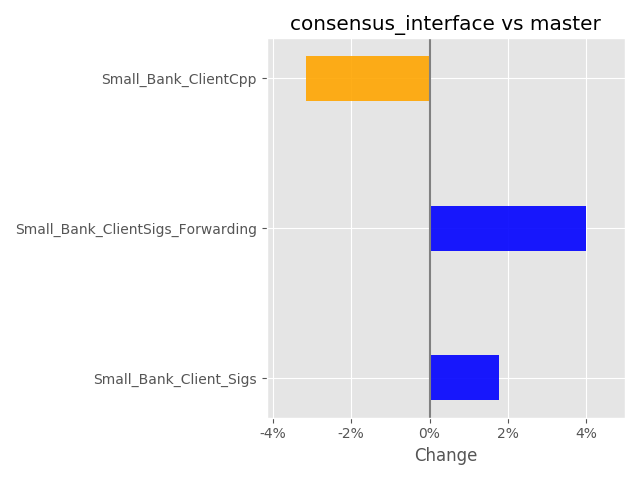 consensus_interface vs master
Small_Bank_ClientCpp
Small_Bank_ClientSigs_Forwarding
Small_Bank_Client_Sigs
-4% -2% 0% 2% 4%
Change